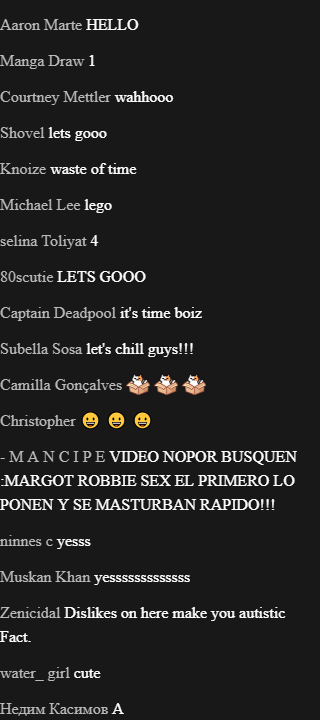 Aaron Marte HELLO
Manga Draw 1
Courtney Mettler wahhooo
Shovel lets gooo
Knoize waste of time
Michael Lee lego
selina Toliyat 4
80scutie LETS GOOO
Captain Deadpool it's time boiz
Subella Sosa let's chill guys!!!
Camilla Gonçalves
Christopher 😀 😀 😀
- M A N C I P E VIDEO NOPOR BUSQUEN
:MARGOT ROBBIE SEX EL PRIMERO LO
PONEN Y SE MASTURBAN RAPIDO!!!
ninnes c yesss
Muskan Khan yesssssssssssss
Zenicidal Dislikes on here make you autistic
Fact.
water_ girl cute
Недим Касимов А